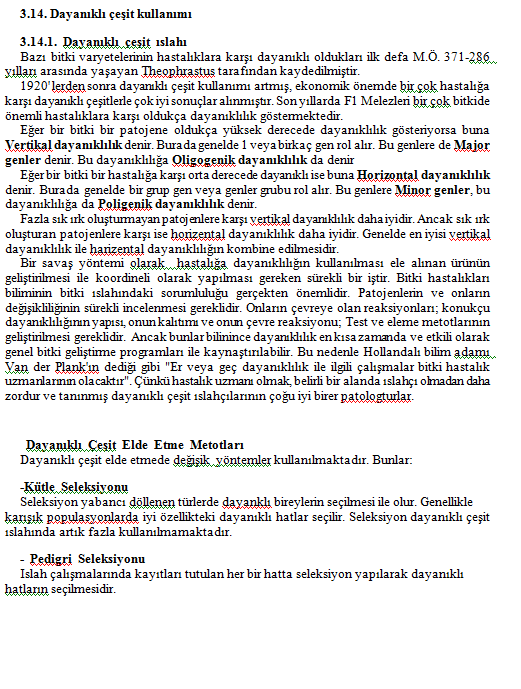 3.14. Dayanıklı çeşit kullanımı
3.14.1. Dayanıklı çeşit ıslahı
Bazı bitki varyetelerinin hastalıklara karşı dayanıklı oldukları ilk defa M.Ö. 371-286
yılları arasında yaşayan Theophrastus tarafından kaydedilmiştir.
1920'lerden sonra dayanıklı çeşit kullanımı artmış, ekonomik önemde bir çok hastalığa
karşı dayanıklı çeşitlerle çok iyi sonuçlar alınmıştır. Son yıllarda F1 Melezleri bir çok bitkide
önemli hastalıklara karşı oldukça dayanıklılık göstermektedir.
Eğer bir bitki bir patojene oldukça yüksek derecede dayanıklılık gösteriyorsa buna
Vertikal dayanıklılık denir. Burada genelde 1 veya birkaç gen rol alır. Bu genlere de Major
genler denir. Bu dayanıklılığa Oligogenik dayanıklılık da denir
Eğer bir bitki bir hastalığa karşı orta derecede dayanıklı ise buna Horizontal dayanıklılık
denir. Burada genelde bir grup gen veya genler grubu rol alır. Bu genlere Minor genler, bu
dayanıklılığa da Poligenik dayanıklılık denir.
Fazla sık ırk oluşturmayan patojenlere karşı vertikal dayanıklılık daha iyidir. Ancak sık ırk
oluşturan patojenlere karşı ise horizental dayanıklılık daha iyidir. Genelde en iyisi vertikal
dayanıklılık ile harizental dayanıklılığın kombine edilmesidir.
Bir savaş yöntemi olarak hastalığa dayanıklılığın kullanılması ele alınan ürünün
geliştirilmesi ile koordineli olarak yapılması gereken sürekli bir iştir. Bitki hastalıkları
biliminin bitki ıslahındaki sorumluluğu gerçekten önemlidir. Patojenlerin ve onların
değişikliliğinin sürekli incelenmesi gereklidir. Onların çevreye olan reaksiyonları; konukçu
dayanıklılığının yapısı, onun kalıtımı ve onun çevre reaksiyonu; Test ve eleme metotlarının
geliştirilmesi gereklidir. Ancak bunlar bilinince dayanıklılık en kısa zamanda ve etkili olarak
genel bitki geliştirme programları ile kaynaştırılabilir. Bu nedenle Hollandalı bilim adamı
Van der Plank'ın dediği gibi "Er veya geç dayanıklılık ile ilgili çalışmalar bitki hastalık
uzmanlarının olacaktır". Çünkü hastalık uzmanı olmak, belirli bir alanda ıslahçı olmadan daha
zordur ve tanınmış dayanıklı çeşit ıslahçılarının çoğu iyi birer patologturlar.
Dayanıklı Çeşit Elde Etme Metotları
Dayanıklı çeşit elde etmede değişik yöntemler kullanılmaktadır. Bunlar:
-Kütle Seleksiyonu
Seleksiyon yabancı döllenen türlerde dayanklı bireylerin seçilmesi ile olur. Genellikle
karışık populasyonlarda iyi özellikteki dayanıklı hatlar seçilir. Seleksiyon dayanıklı çeşit
ıslahında artık fazla kullanılmamaktadır.
- Pedigri Seleksiyonu
Islah çalışmalarında kayıtları tutulan her bir hatta seleksiyon yapılarak dayanıklı
hatların seçilmesidir.